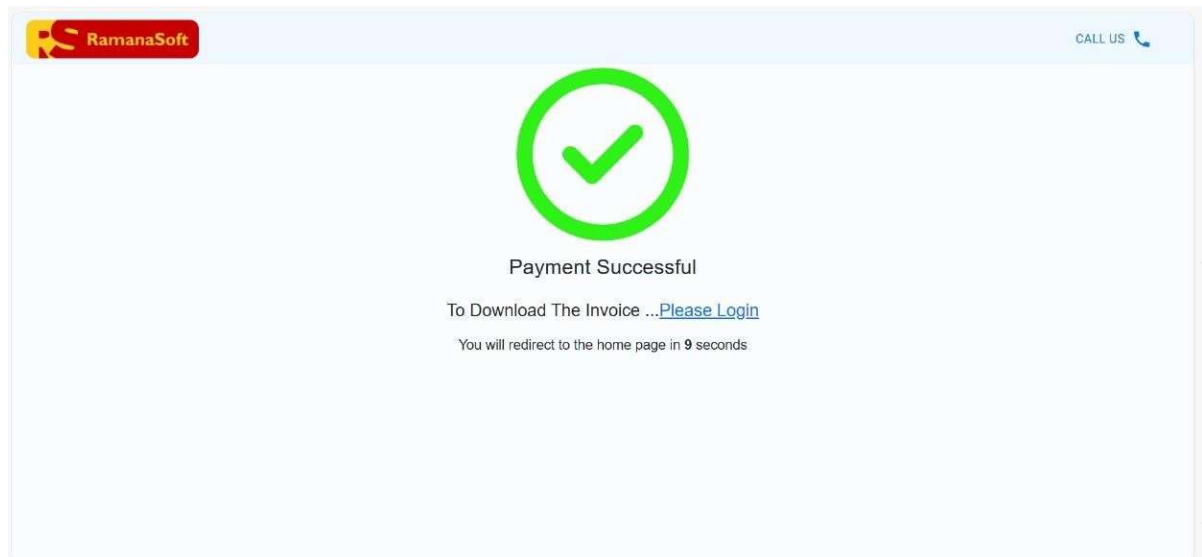 RS RamanaSoft
CALL US
Payment Successful
To Download The Invoice ...Please Login
You will redirect to the home page in 9 seconds